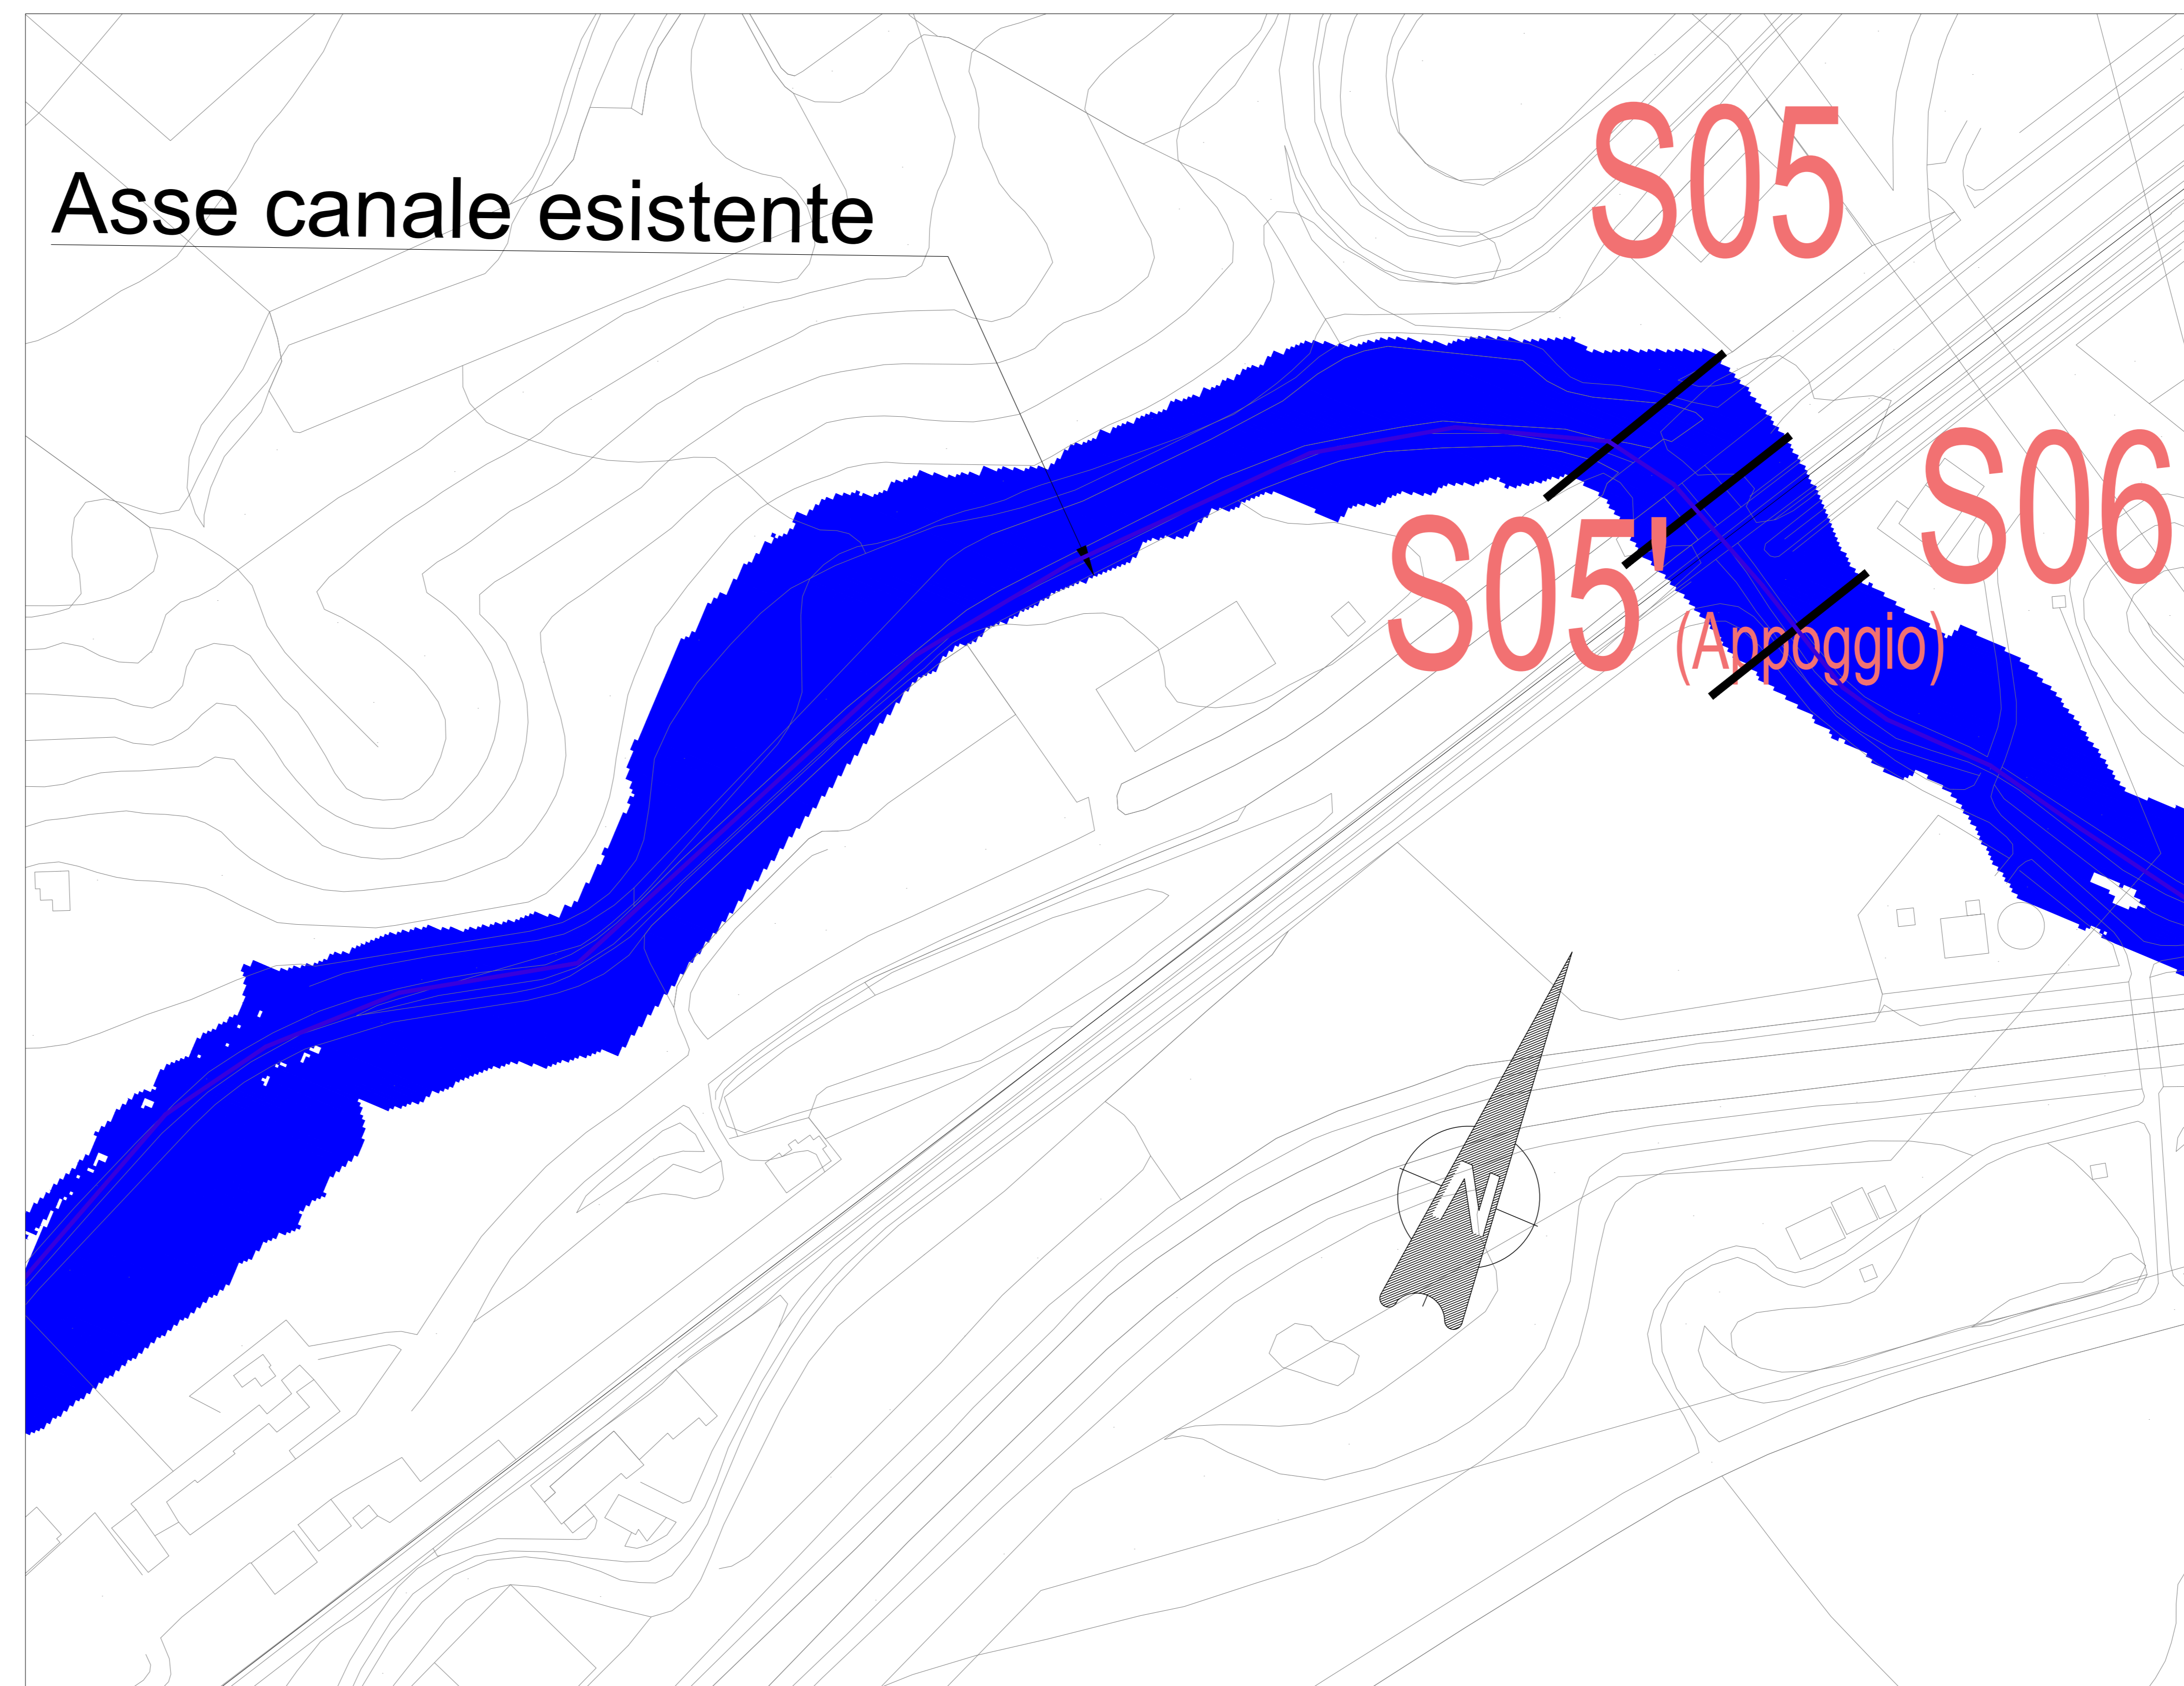 S05
Asse canale esistente
S06
S05'
(Appoggio)
N